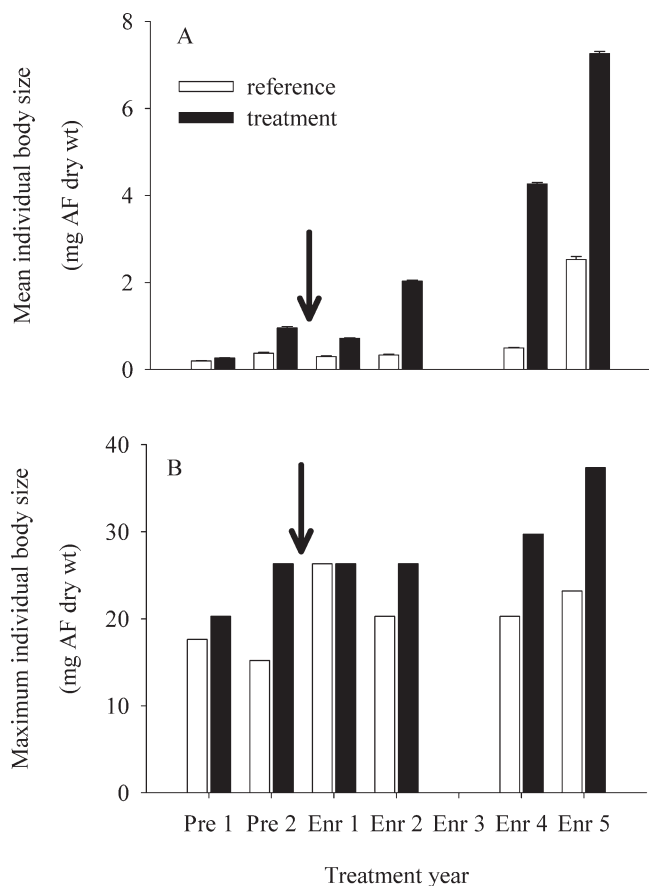 A
reference
treatment
Mean individual body size
(mg AF dry wt)
8
6
4
2
0
B
Maximum individual body size
(mg AF dry wt)
40
30
20
10
0
Pre 1 Pre 2 Enr 1 Enr 2 Enr 3 Enr 4 Enr 5
Treatment year